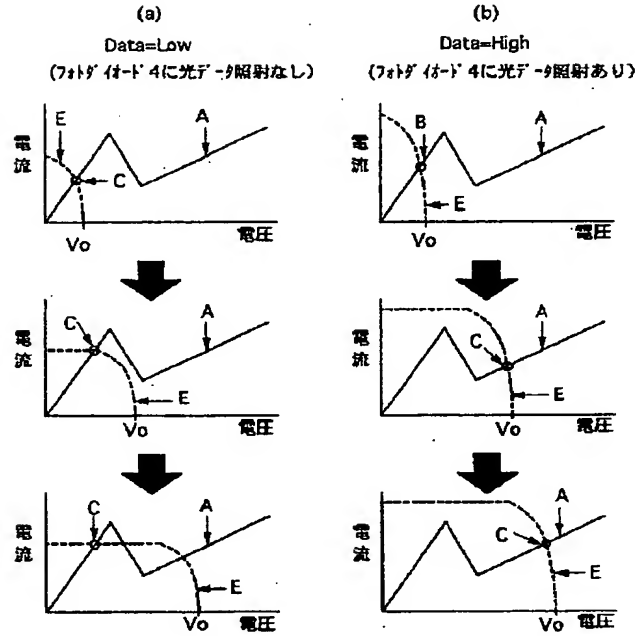 (a)
Data=Low
(フォトダイオード4に光データ照射なし)
電流
E
A
C
Vo
電圧
電流
C
A
E
Vo
電圧
電流
C
A
E
Vo
電圧
(b)
Data=High
(フォトダイオード4に光データ照射あり)
電流
B
A
E
Vo
電圧
電流
A
C
E
Vo
電圧
電流
A
C
E
Vo
電圧